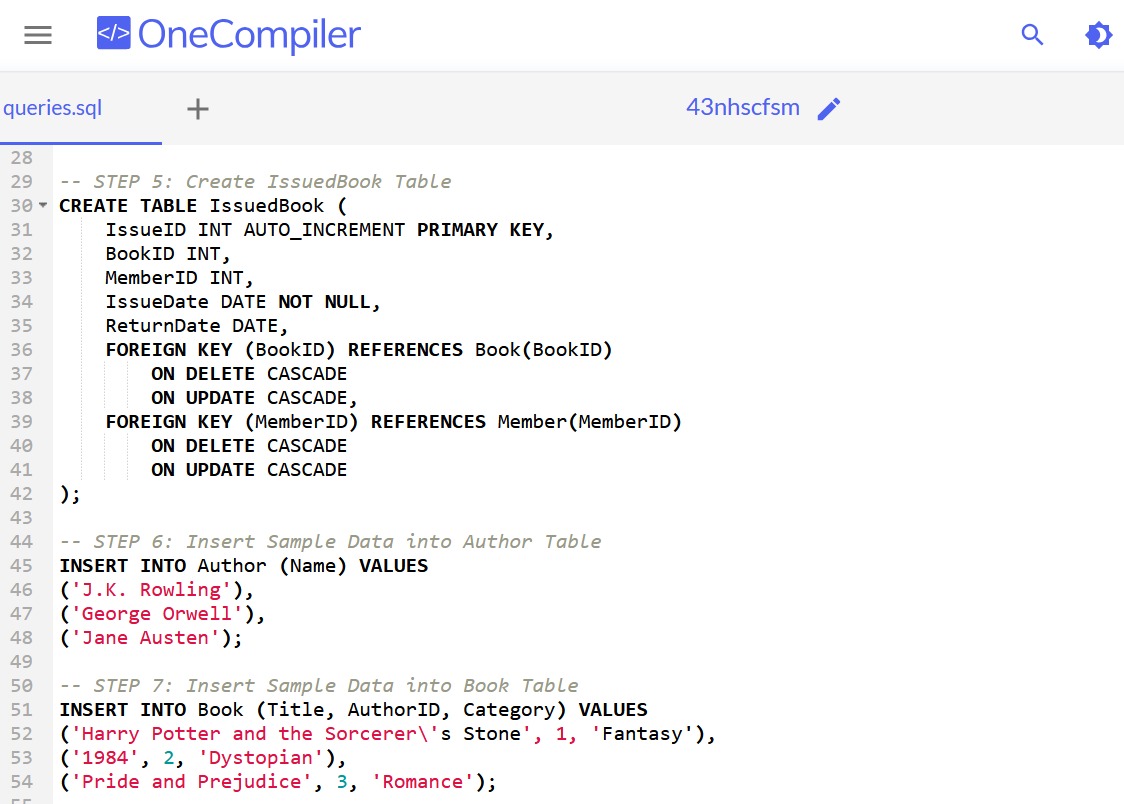 </> OneCompiler
queries.sql + 43nhscfsm
28
29 -- STEP 5: Create IssuedBook Table
30 CREATE TABLE IssuedBook (
31     IssueID INT AUTO_INCREMENT PRIMARY KEY,
32     BookID INT,
33     MemberID INT,
34     IssueDate DATE NOT NULL,
35     ReturnDate DATE,
36     FOREIGN KEY (BookID) REFERENCES Book(BookID)
37         ON DELETE CASCADE
38         ON UPDATE CASCADE,
39     FOREIGN KEY (MemberID) REFERENCES Member(MemberID)
40         ON DELETE CASCADE
41         ON UPDATE CASCADE
42 );
43
44 -- STEP 6: Insert Sample Data into Author Table
45 INSERT INTO Author (Name) VALUES
46 ('J.K. Rowling'),
47 ('George Orwell'),
48 ('Jane Austen');
49
50 -- STEP 7: Insert Sample Data into Book Table
51 INSERT INTO Book (Title, AuthorID, Category) VALUES
52 ('Harry Potter and the Sorcerer\'s Stone', 1, 'Fantasy'),
53 ('1984', 2, 'Dystopian'),
54 ('Pride and Prejudice', 3, 'Romance');